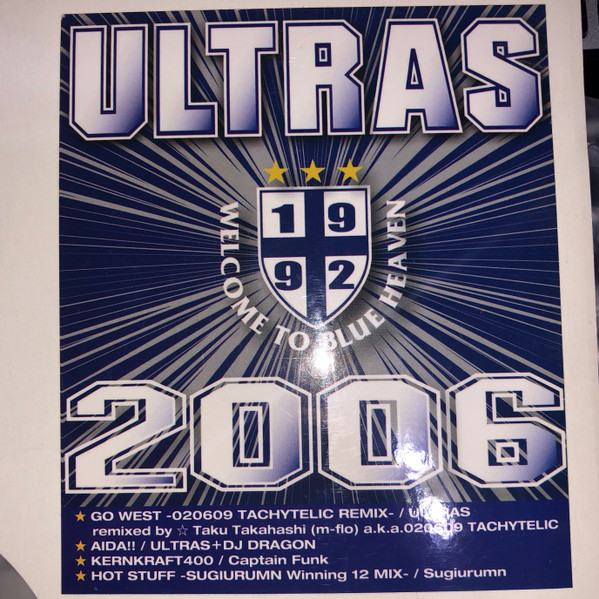 ULTRAS
19
92
WELCOME TO BLUE HEAVEN
2006
★ GO WEST -020609 TACHYTELIC REMIX- / ULTRAS
remixed by ☆ Taku Takahashi (m-flo) a.k.a.020609 TACHYTELIC
★ AIDA!! / ULTRAS+DJ DRAGON
★ KERNKRAFT400 / Captain Funk
★ HOT STUFF -SUGIURUMN Winning 12 MIX- / Sugiurumn